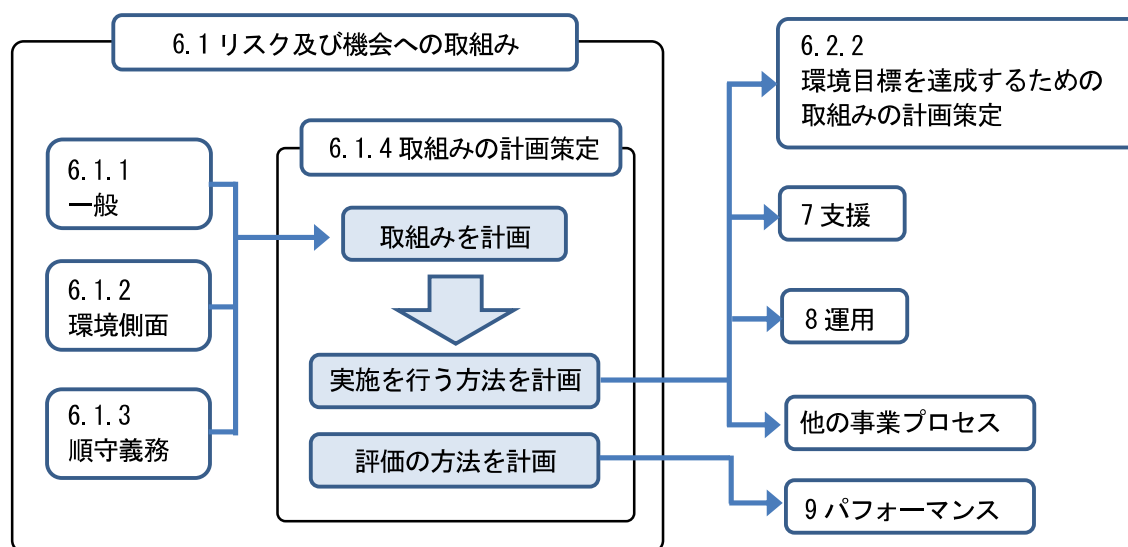 6.1リスク及び機会への取組み
6.1.1
一般
6.1.2
環境側面
6.1.3
順守義務
6.1.4取組みの計画策定
取組みを計画
実施を行う方法を計画
評価の方法を計画
6.2.2
環境目標を達成するための
取組みの計画策定
7支援
8運用
他の事業プロセス
9パフォーマンス